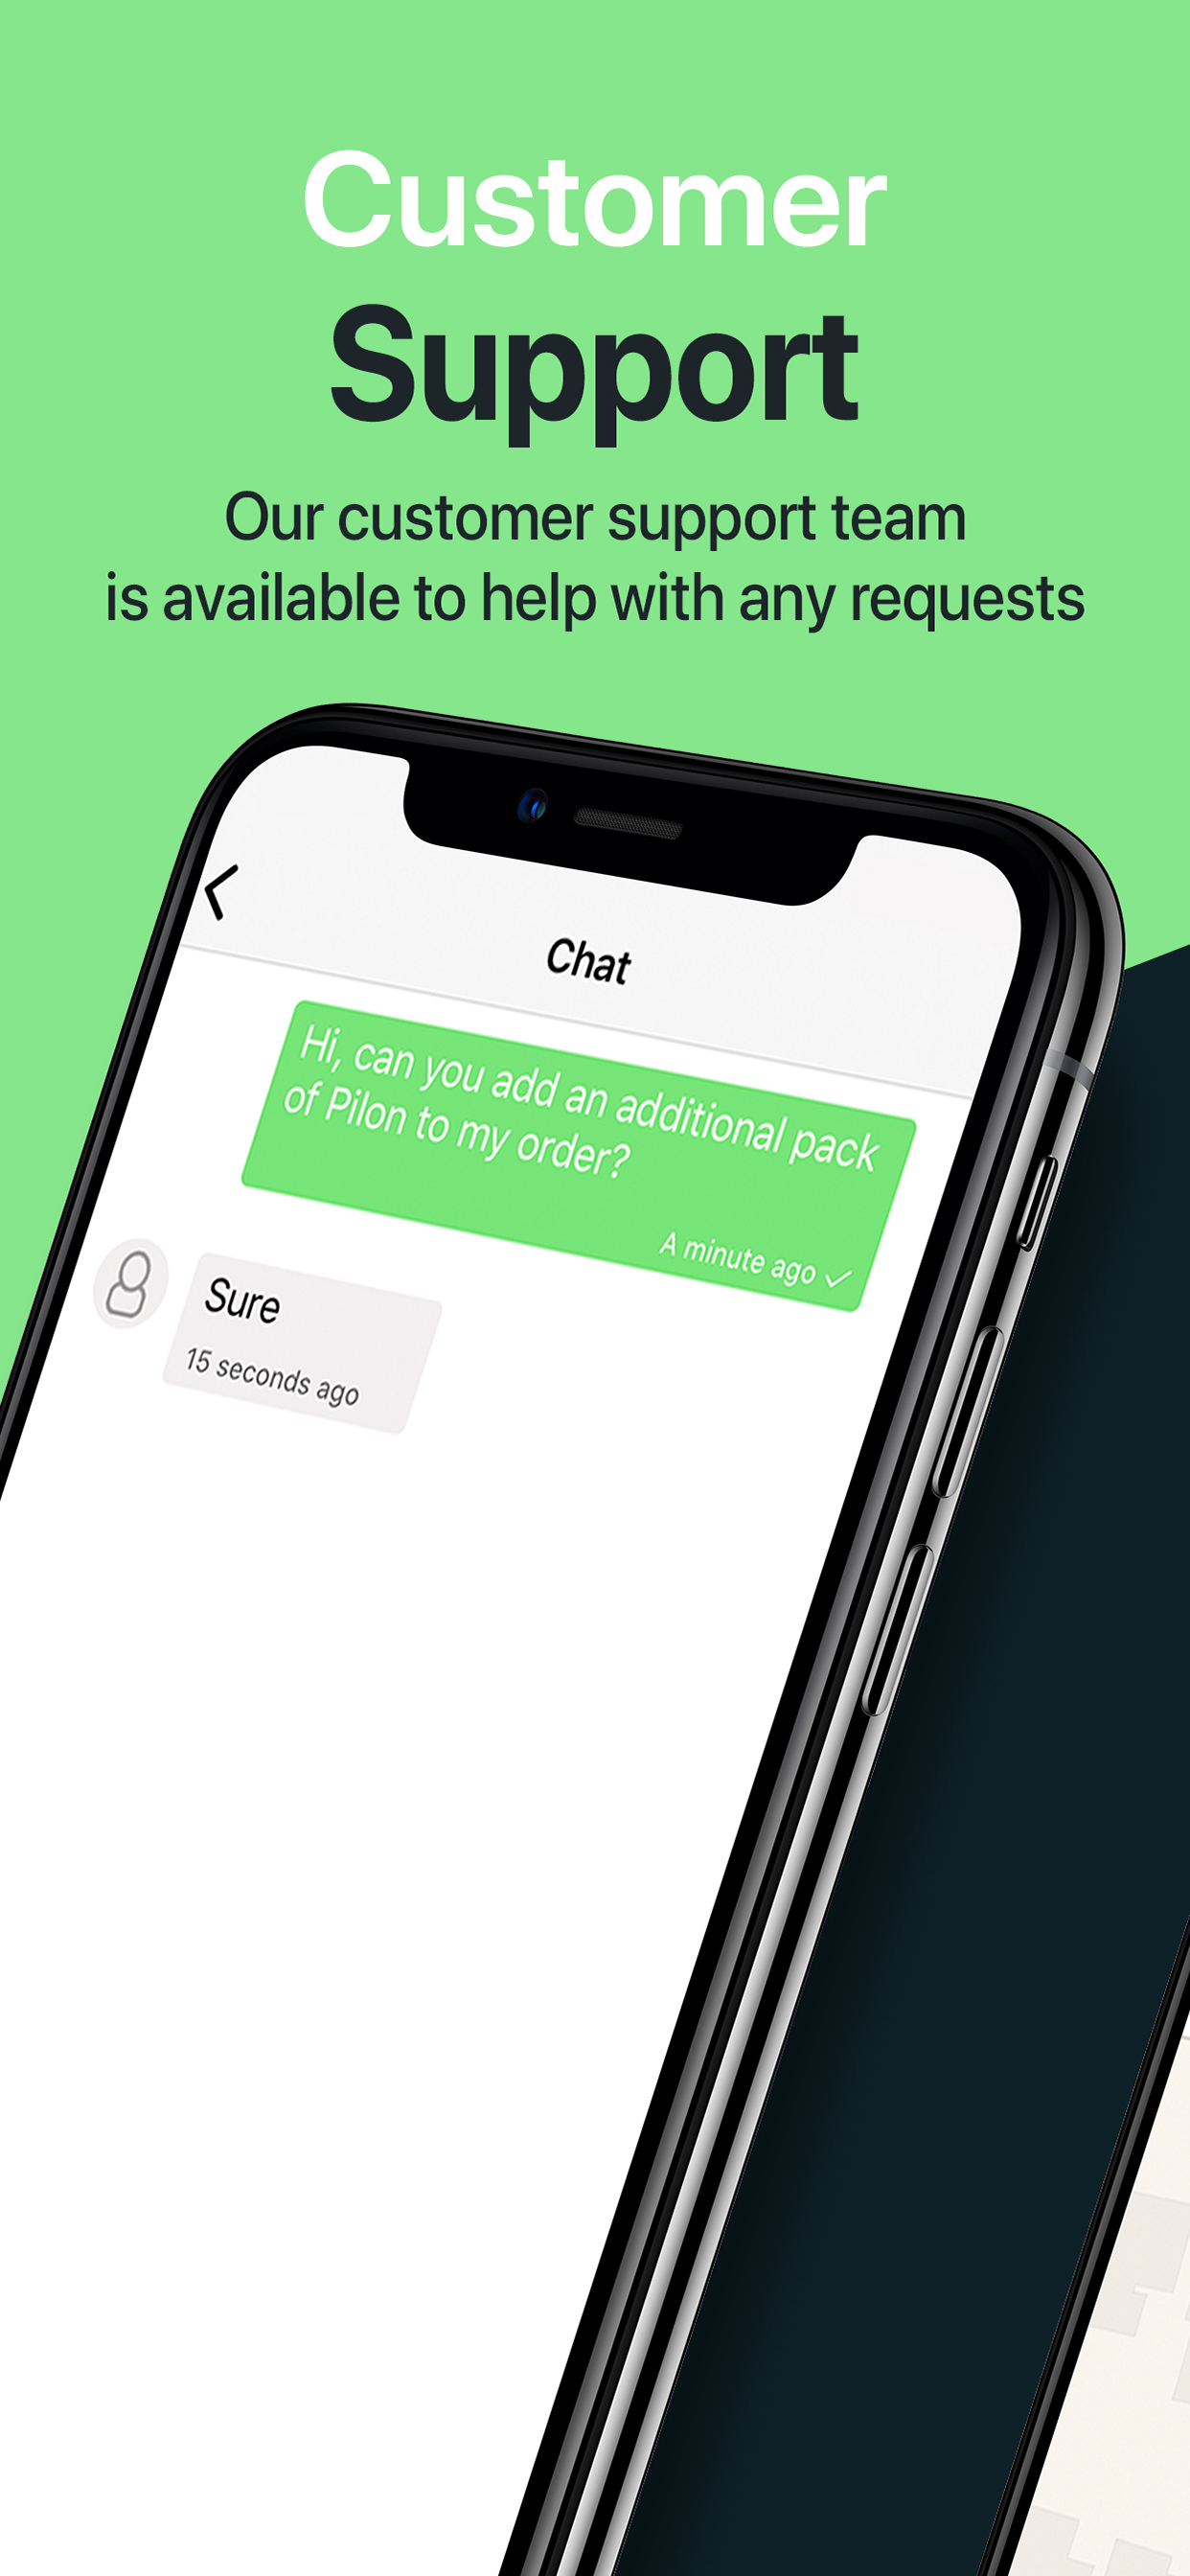 Customer
Support
Our customer support team
is available to help with any requests
Chat
Hi, can you add an additional pack
of Pilon to my order?
A minute ago
Sure
15 seconds ago